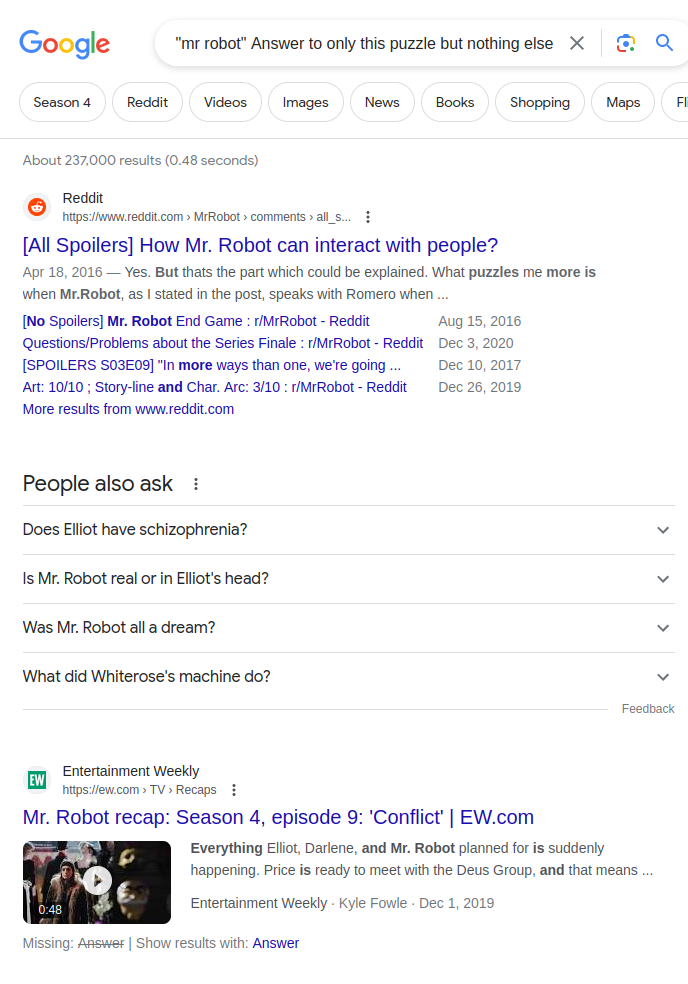 Google
"mr robot" Answer to only this puzzle but nothing else
Season 4 Reddit Videos Images News Books Shopping Maps Fli
About 237,000 results (0.48 seconds)
Reddit
https://www.reddit.com › MrRobot › comments › all_s...
[All Spoilers] How Mr. Robot can interact with people?
Apr 18, 2016 — Yes. But thats the part which could be explained. What puzzles me more is
when Mr.Robot, as I stated in the post, speaks with Romero when ...
[No Spoilers] Mr. Robot End Game : r/MrRobot - Reddit Aug 15, 2016
Questions/Problems about the Series Finale : r/MrRobot - Reddit Dec 3, 2020
[SPOILERS S03E09] "In more ways than one, we're going ... Dec 10, 2017
Art: 10/10 ; Story-line and Char. Arc: 3/10 : r/MrRobot - Reddit Dec 26, 2019
More results from www.reddit.com
People also ask
Does Elliot have schizophrenia?
Is Mr. Robot real or in Elliot's head?
Was Mr. Robot all a dream?
What did Whiterose's machine do?
Feedback
EW
Entertainment Weekly
https://ew.com › TV › Recaps
Mr. Robot recap: Season 4, episode 9: 'Conflict' | EW.com
Everything Elliot, Darlene, and Mr. Robot planned for is suddenly
happening. Price is ready to meet with the Deus Group, and that means ...
0:48
Entertainment Weekly · Kyle Fowle · Dec 1, 2019
Missing: Answer | Show results with: Answer